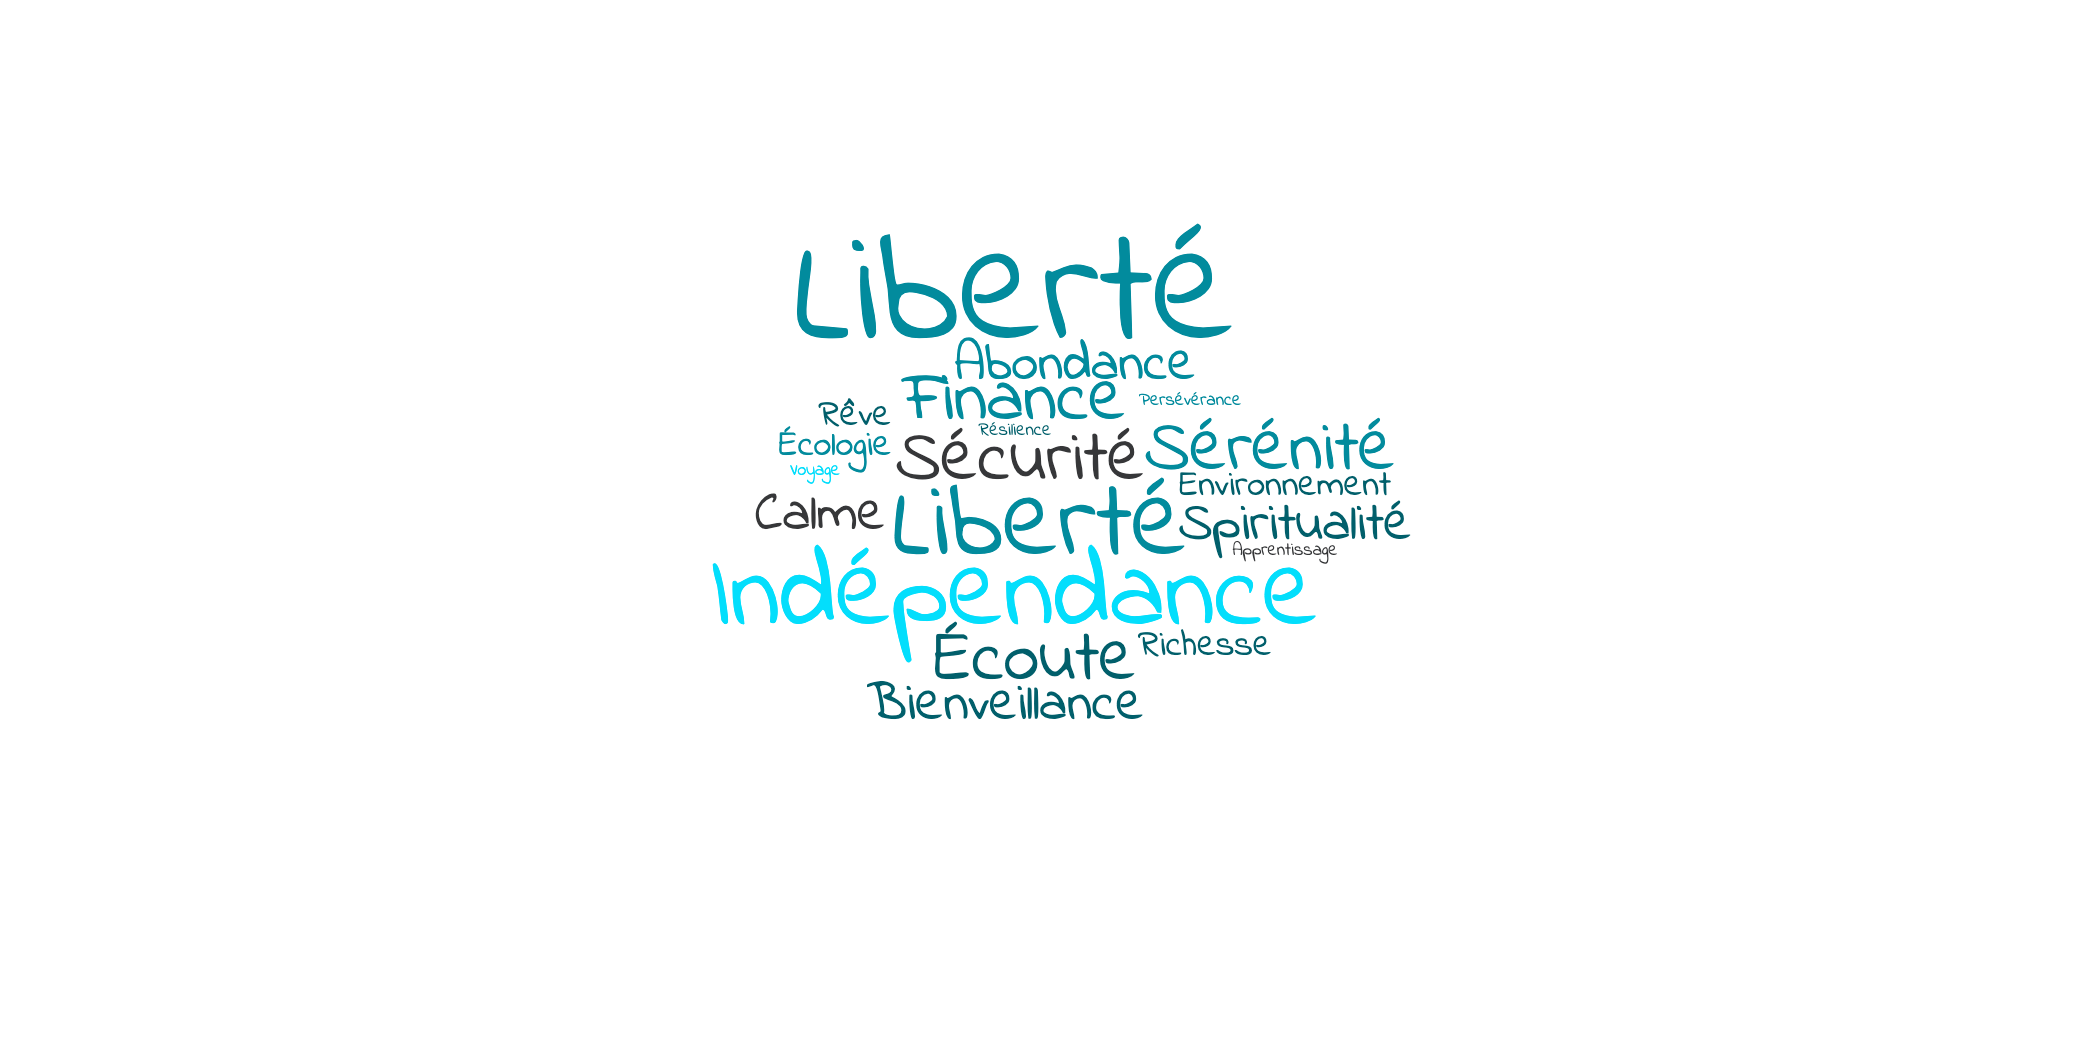 Liberté
Abondance
Finance
Persévérance
Rêve
Résilience
Écologie
Sécurité
Sérénité
Voyage
Environnement
Calme
Liberté
Spiritualité
Apprentissage
Indépendance
Écoute
Richesse
Bienveillance